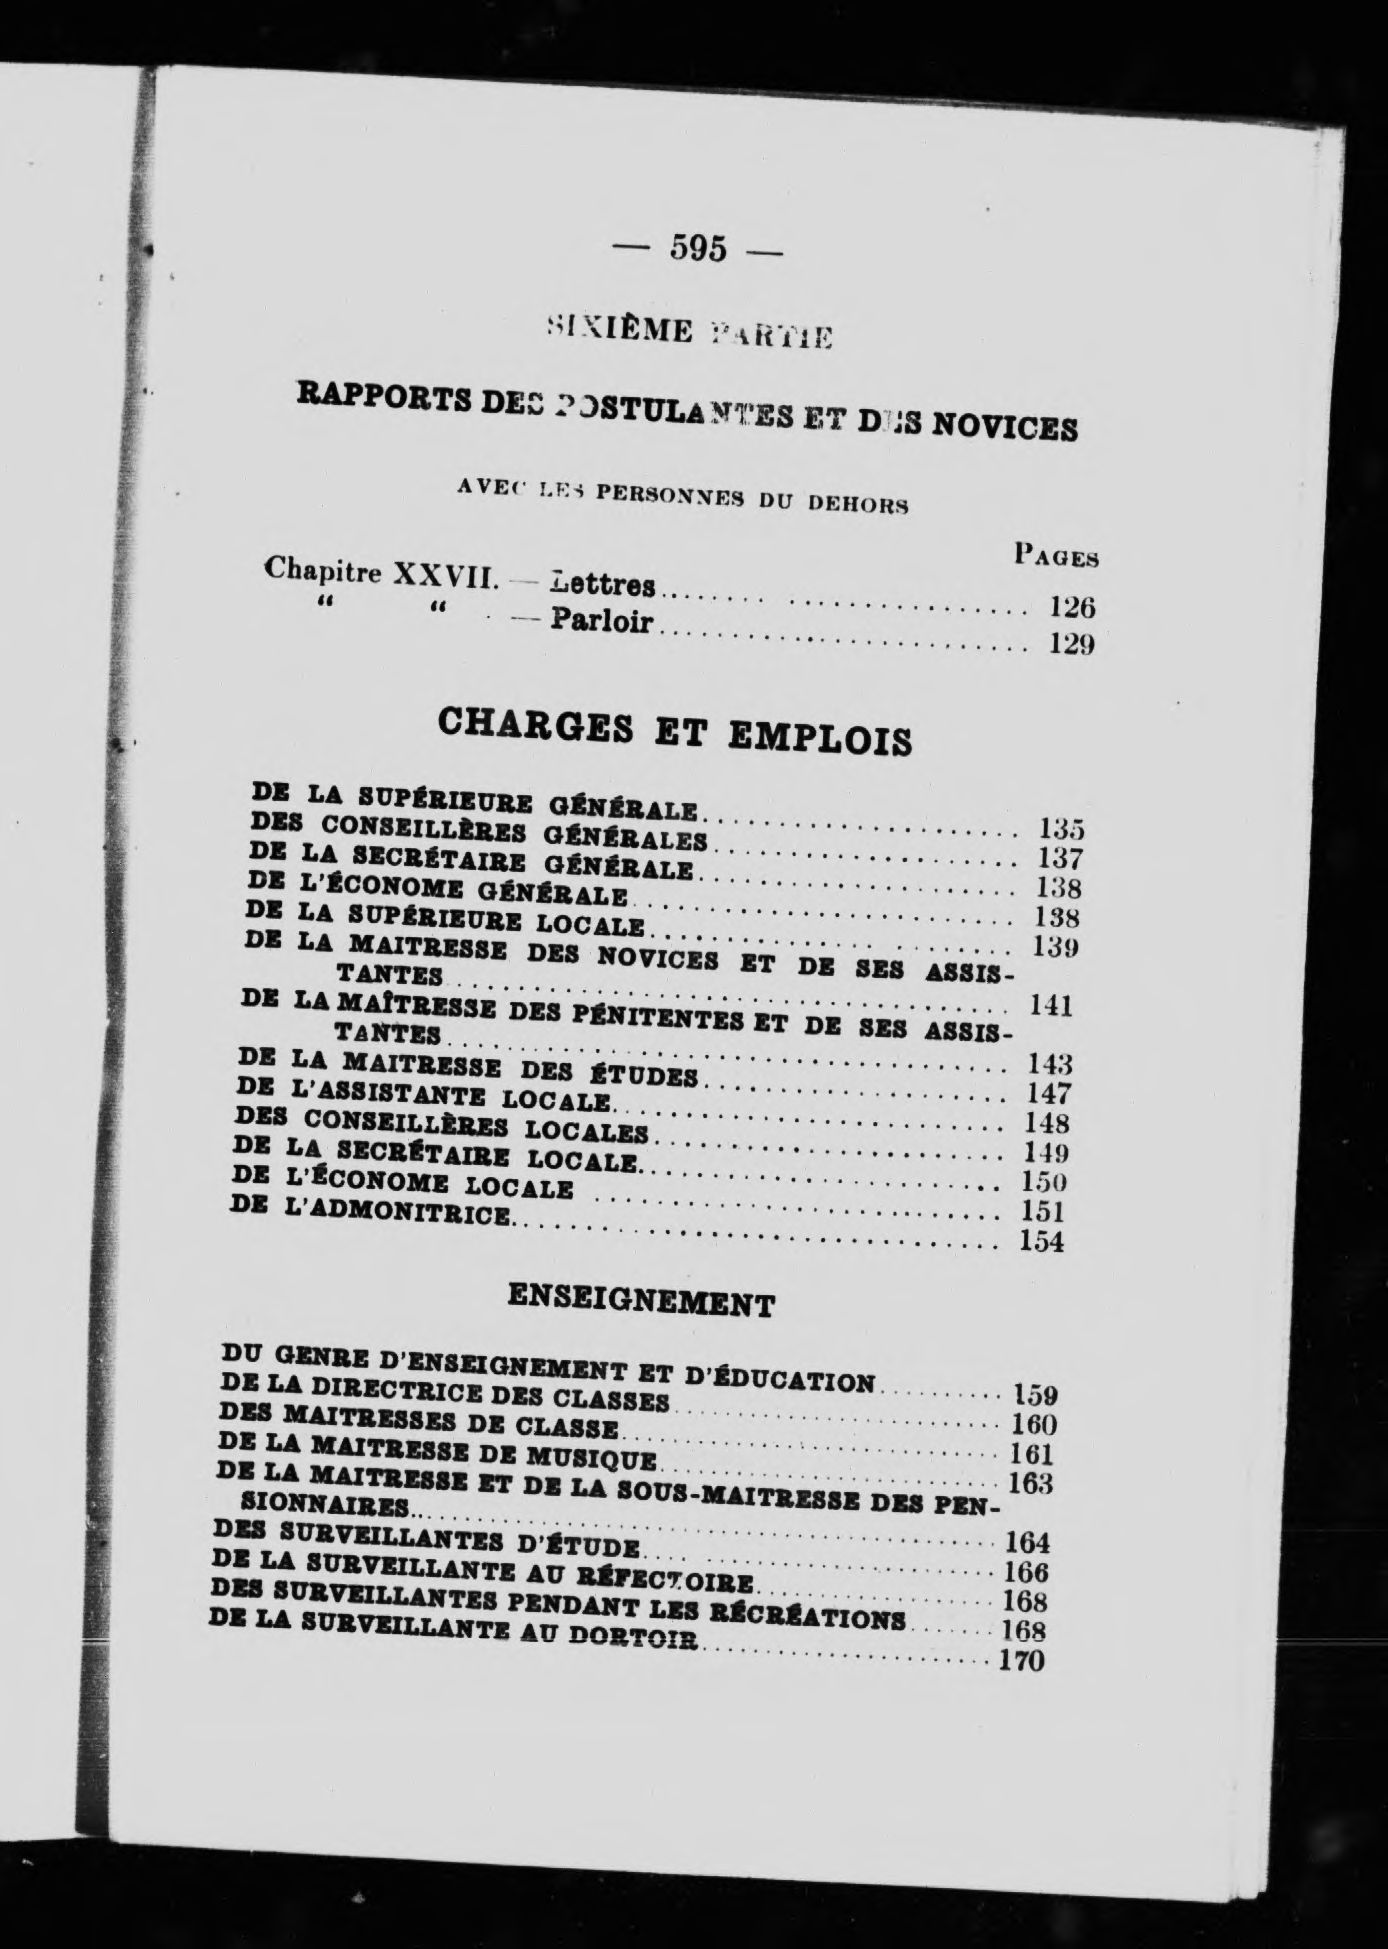 — 595 —
SIXIÈME PARTIE
RAPPORTS DES POSTULANTES ET DES NOVICES
AVEC LES PERSONNES DU DEHORS
PAGES
Chapitre XXVII. — Lettres.............................. 126
“ “ — Parloir.............................. 129
CHARGES ET EMPLOIS
DE LA SUPÉRIEURE GÉNÉRALE...................... 135
DES CONSEILLÈRES GÉNÉRALES...................... 137
DE LA SECRÉTAIRE GÉNÉRALE...................... 138
DE L'ÉCONOME GÉNÉRALE.......................... 138
DE LA SUPÉRIEURE LOCALE......................... 139
DE LA MAITRESSE DES NOVICES ET DE SES ASSIS-
TANTES...................................... 141
DE LA MAÎTRESSE DES PÉNITENTES ET DE SES ASSIS-
TANTES...................................... 143
DE LA MAITRESSE DES ÉTUDES...................... 147
DE L'ASSISTANTE LOCALE.......................... 148
DES CONSEILLÈRES LOCALES........................ 149
DE LA SECRÉTAIRE LOCALE......................... 150
DE L'ÉCONOME LOCALE ............................ 151
DE L'ADMONITRICE................................ 154
ENSEIGNEMENT
DU GENRE D'ENSEIGNEMENT ET D'ÉDUCATION.......... 159
DE LA DIRECTRICE DES CLASSES.................... 160
DES MAITRESSES DE CLASSE........................ 161
DE LA MAITRESSE DE MUSIQUE...................... 163
DE LA MAITRESSE ET DE LA SOUS-MAITRESSE DES PEN-
SIONNAIRES.................................. 164
DES SURVEILLANTES D'ÉTUDE....................... 166
DE LA SURVEILLANTE AU RÉFECTOIRE................ 168
DES SURVEILLANTES PENDANT LES RÉCRÉATIONS....... 168
DE LA SURVEILLANTE AU DORTOIR................... 170